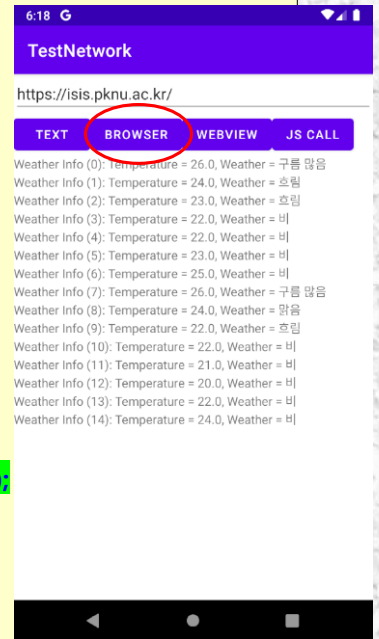 6:18 G
TestNetwork
https://isis.pknu.ac.kr/
TEXT BROWSER WEBVIEW JS CALL
Weather Info (0): Temperature = 26.0, Weather = 구름 많음
Weather Info (1): Temperature = 24.0, Weather = 흐림
Weather Info (2): Temperature = 23.0, Weather = 흐림
Weather Info (3): Temperature = 22.0, Weather = 비
Weather Info (4): Temperature = 22.0, Weather = 비
Weather Info (5): Temperature = 23.0, Weather = 비
Weather Info (6): Temperature = 25.0, Weather = 비
Weather Info (7): Temperature = 26.0, Weather = 구름 많음
Weather Info (8): Temperature = 24.0, Weather = 맑음
Weather Info (9): Temperature = 22.0, Weather = 흐림
Weather Info (10): Temperature = 22.0, Weather = 비
Weather Info (11): Temperature = 21.0, Weather = 비
Weather Info (12): Temperature = 20.0, Weather = 비
Weather Info (13): Temperature = 22.0, Weather = 비
Weather Info (14): Temperature = 24.0, Weather = 비
;